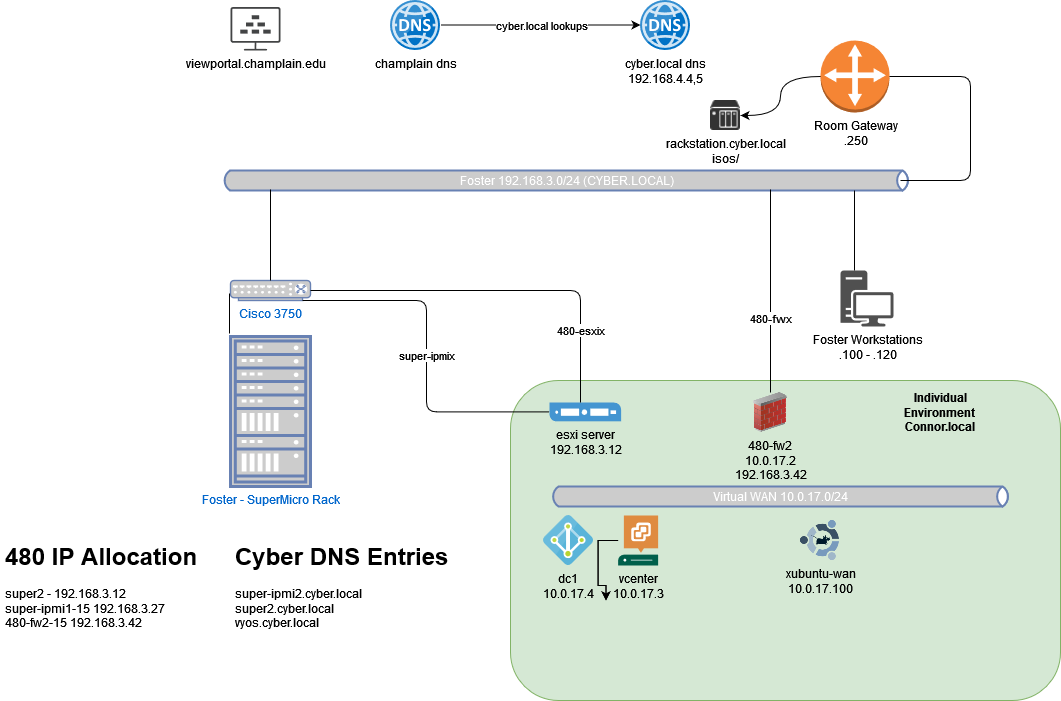 DNS
cyber.local lookups
DNS
viewportal.champlain.edu
champlain dns
cyber.local dns
192.168.4.4,5
Room Gateway
.250
rackstation.cyber.local
isos/
Foster 192.168.3.0/24 (CYBER.LOCAL)
Cisco 3750
480-esxix
super-ipmix
480-fwx
Foster Workstations
.100 - .120
Individual
Environment
Connor.local
esxi server
192.168.3.12
480-fw2
10.0.17.2
192.168.3.42
Foster - SuperMicro Rack
Virtual WAN 10.0.17.0/24
dc1
10.0.17.4
vcenter
10.0.17.3
xubuntu-wan
10.0.17.100
480 IP Allocation
super2 - 192.168.3.12
super-ipmi1-15 192.168.3.27
480-fw2-15 192.168.3.42
Cyber DNS Entries
super-ipmi2.cyber.local
super2.cyber.local
vyos.cyber.local